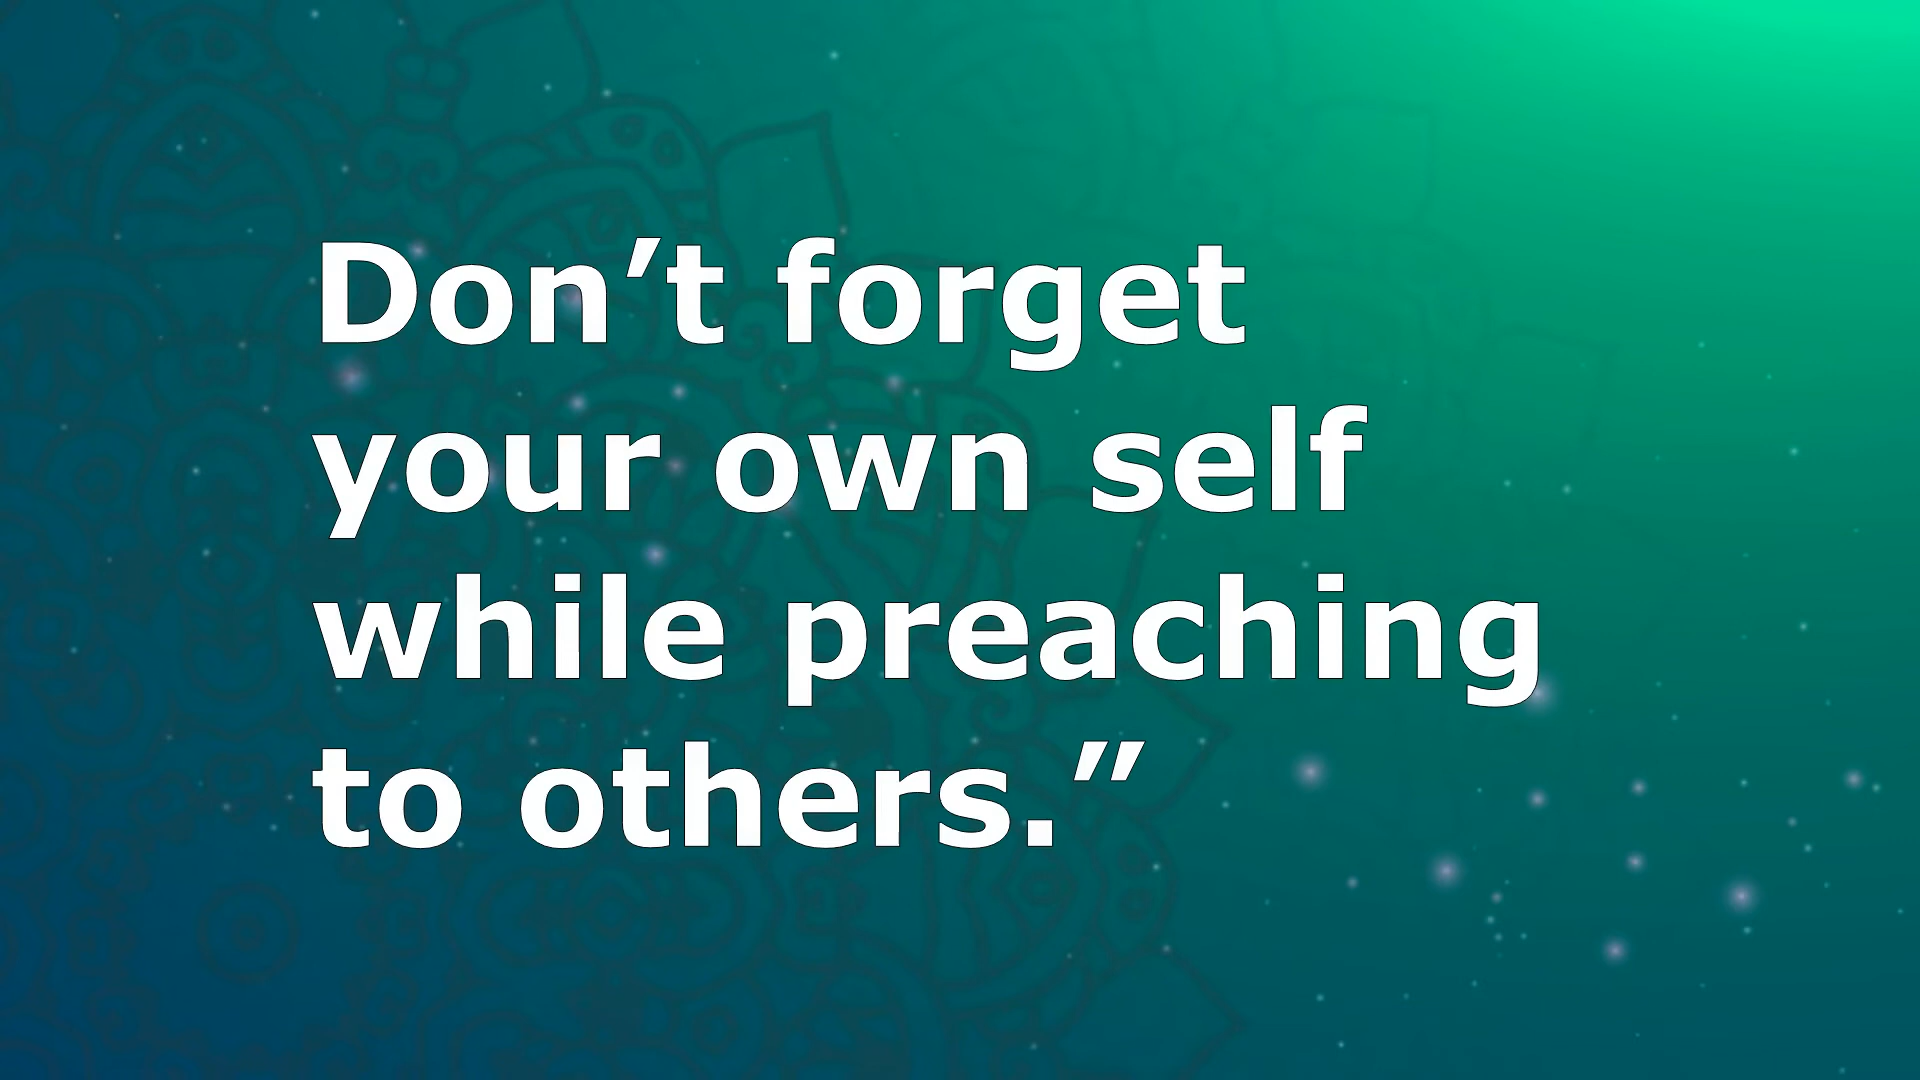 Don’t forget
your own self
while preaching
to others.”